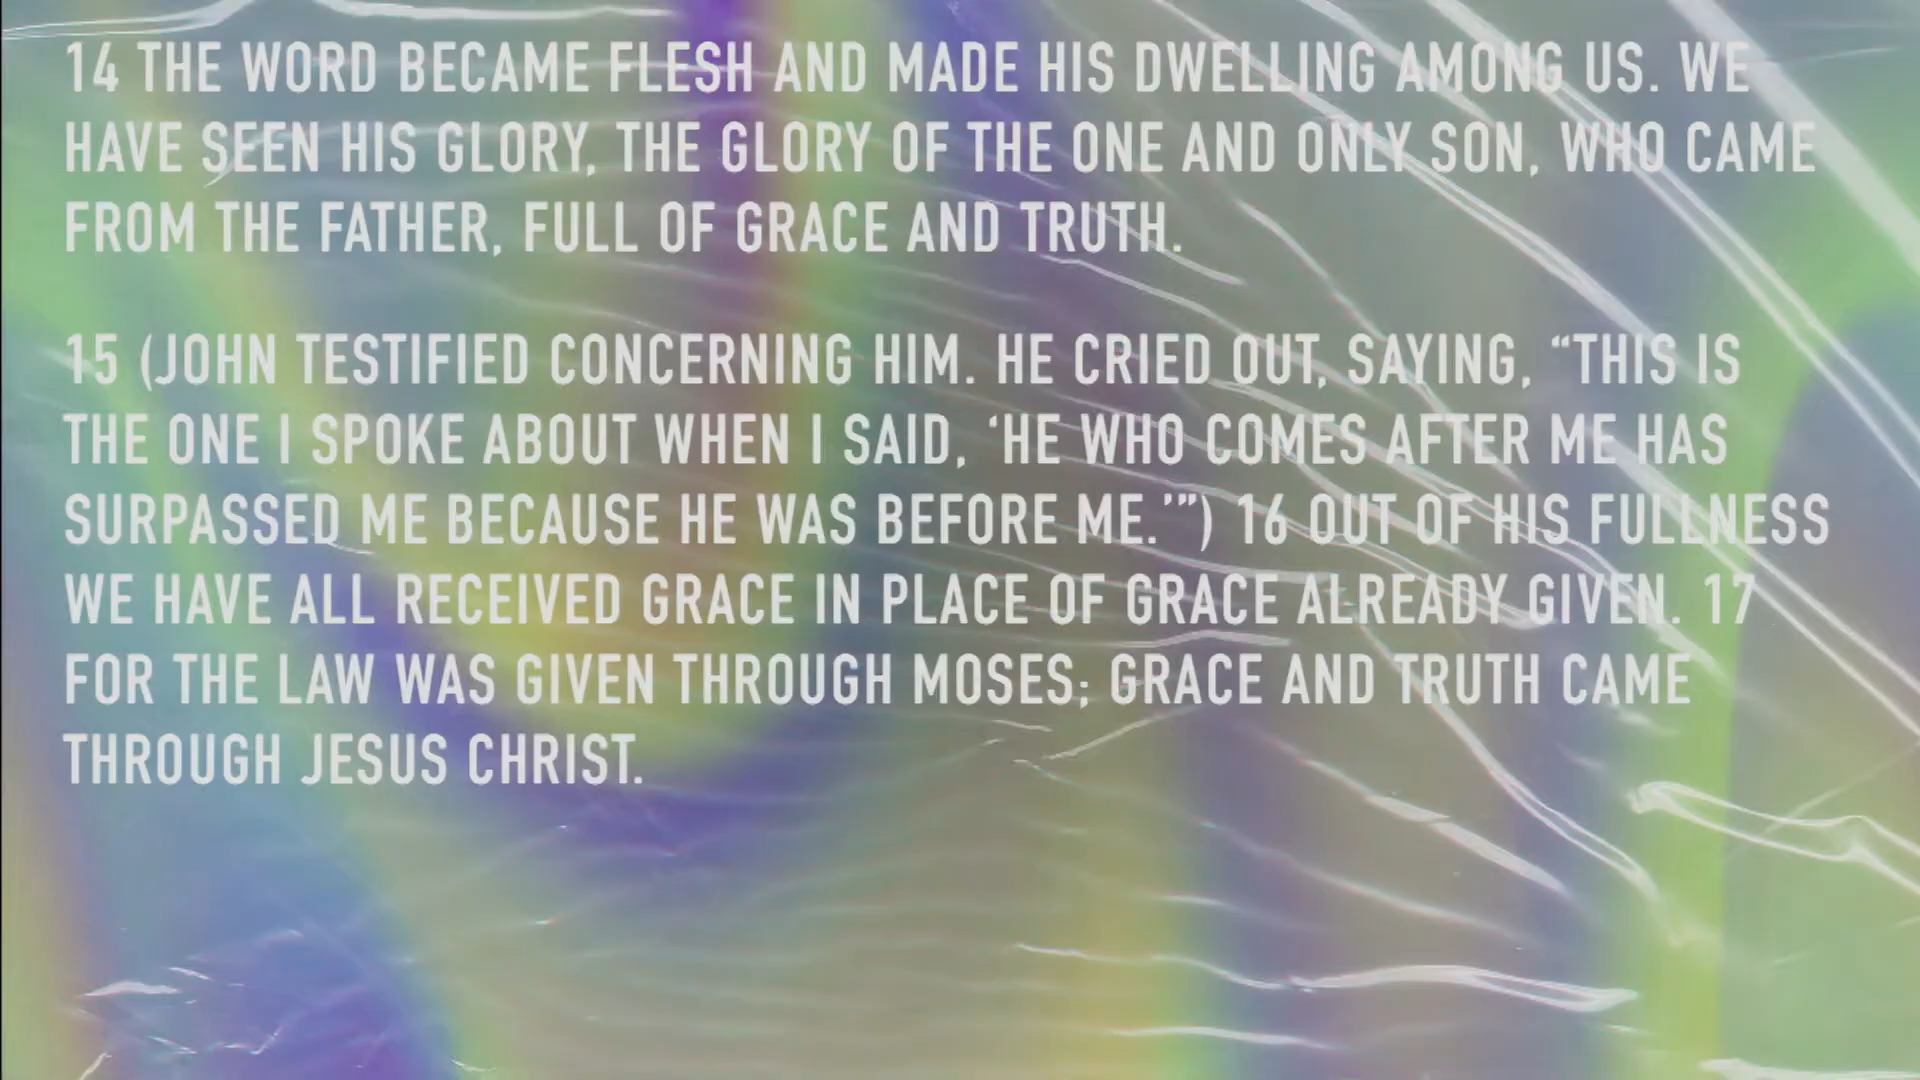 14 THE WORD BECAME FLESH AND MADE HIS DWELLING AMONG US. WE
HAVE SEEN HIS GLORY, THE GLORY OF THE ONE AND ONLY SON, WHO CAME
FROM THE FATHER, FULL OF GRACE AND TRUTH.
15 (JOHN TESTIFIED CONCERNING HIM. HE CRIED OUT, SAYING, “THIS IS
THE ONE I SPOKE ABOUT WHEN I SAID, ‘HE WHO COMES AFTER ME HAS
SURPASSED ME BECAUSE HE WAS BEFORE ME.’”) 16 OUT OF HIS FULLNESS
WE HAVE ALL RECEIVED GRACE IN PLACE OF GRACE ALREADY GIVEN. 17
FOR THE LAW WAS GIVEN THROUGH MOSES; GRACE AND TRUTH CAME
THROUGH JESUS CHRIST.